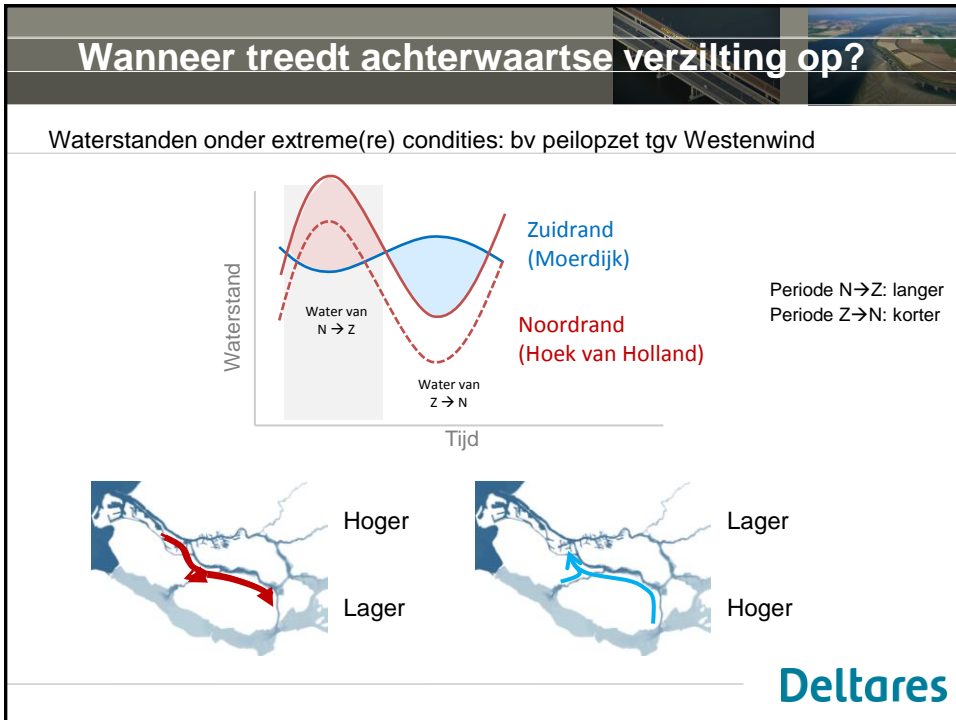 Wanneer treedt achterwaartse verzilting op?
Waterstanden onder extreme(re) condities: bv peilopzet tgv Westenwind
Waterstand
Zuidrand
(Moerdijk)
Water van
N → Z
Noordrand
(Hoek van Holland)
Water van
Z → N
Tijd
Periode N→Z: langer
Periode Z→N: korter
Hoger
Lager
Lager
Hoger
Deltares